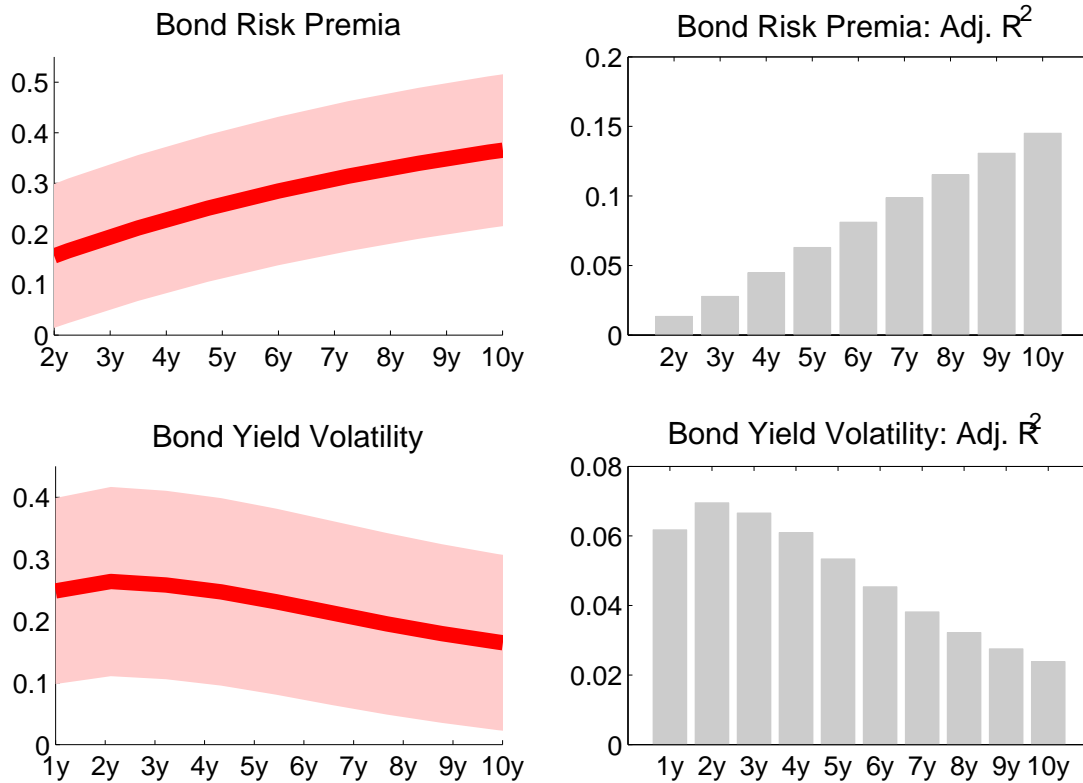 Bond Risk Premia
0.5
0.4
0.3
0.2
0.1
0
2y 3y 4y 5y 6y 7y 8y 9y 10y
Bond Risk Premia: Adj. R²
0.2
0.15
0.1
0.05
0
2y 3y 4y 5y 6y 7y 8y 9y 10y
Bond Yield Volatility
0.4
0.3
0.2
0.1
0
1y 2y 3y 4y 5y 6y 7y 8y 9y 10y
Bond Yield Volatility: Adj. R²
0.08
0.06
0.04
0.02
0
1y 2y 3y 4y 5y 6y 7y 8y 9y 10y